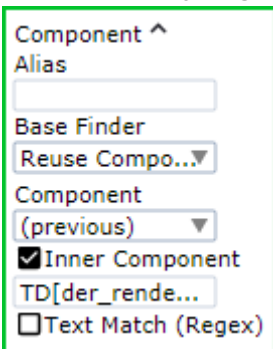 Component ^
Alias
Base Finder
Reuse Compo...▼
Component
(previous) ▼
Inner Component
TD[der_rende...
Text Match (Regex)